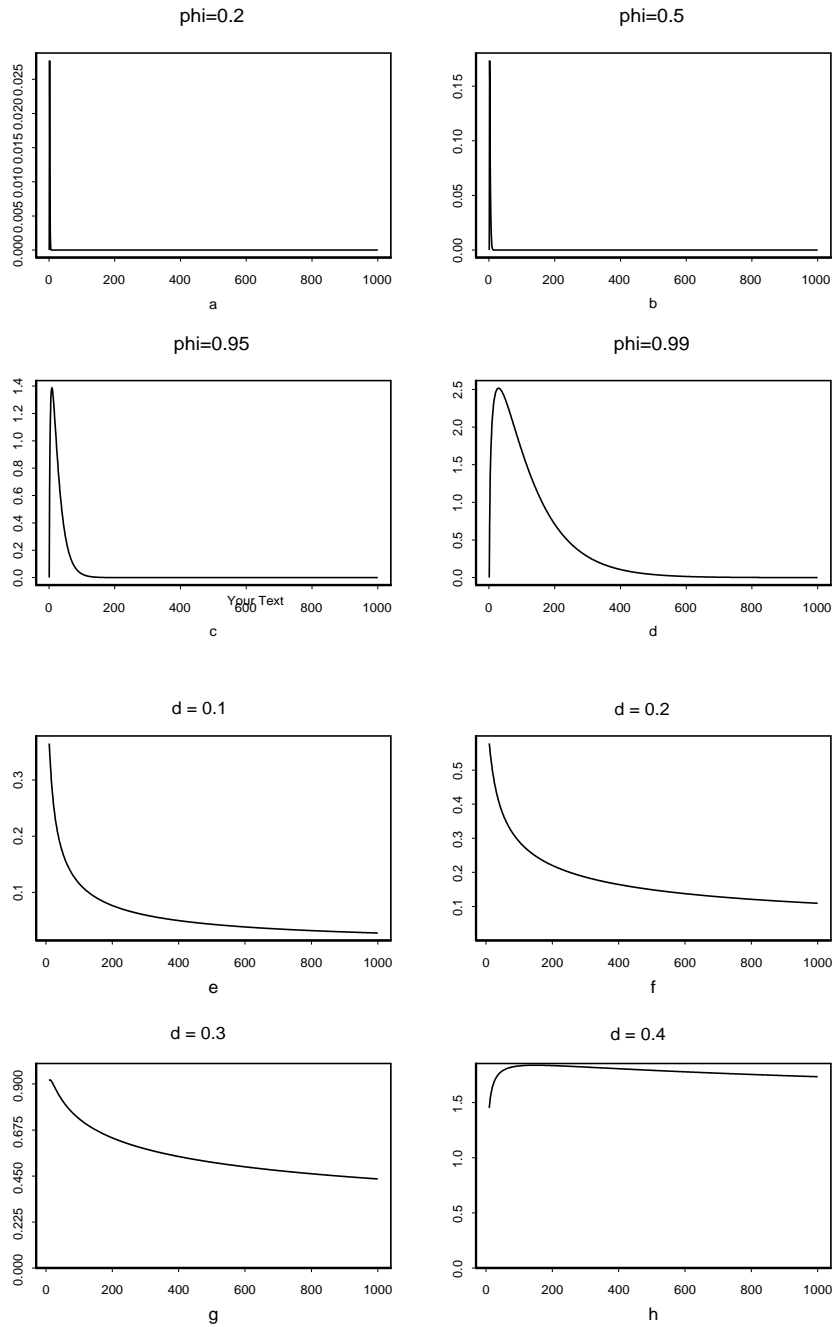 phi=0.2
0.000 0.005 0.010 0.015 0.020 0.025
0 200 400 600 800 1000
a
phi=0.5
0.00 0.05 0.10 0.15
0 200 400 600 800 1000
b
phi=0.95
0.0 0.2 0.4 0.6 0.8 1.0 1.2 1.4
0 200 400 600 800 1000
Your Text
c
phi=0.99
0.0 0.5 1.0 1.5 2.0 2.5
0 200 400 600 800 1000
d
d = 0.1
0.1 0.2 0.3
0 200 400 600 800 1000
e
d = 0.2
0.1 0.2 0.3 0.4 0.5
0 200 400 600 800 1000
f
d = 0.3
0.000 0.225 0.450 0.675 0.900
0 200 400 600 800 1000
g
d = 0.4
0.0 0.5 1.0 1.5
0 200 400 600 800 1000
h